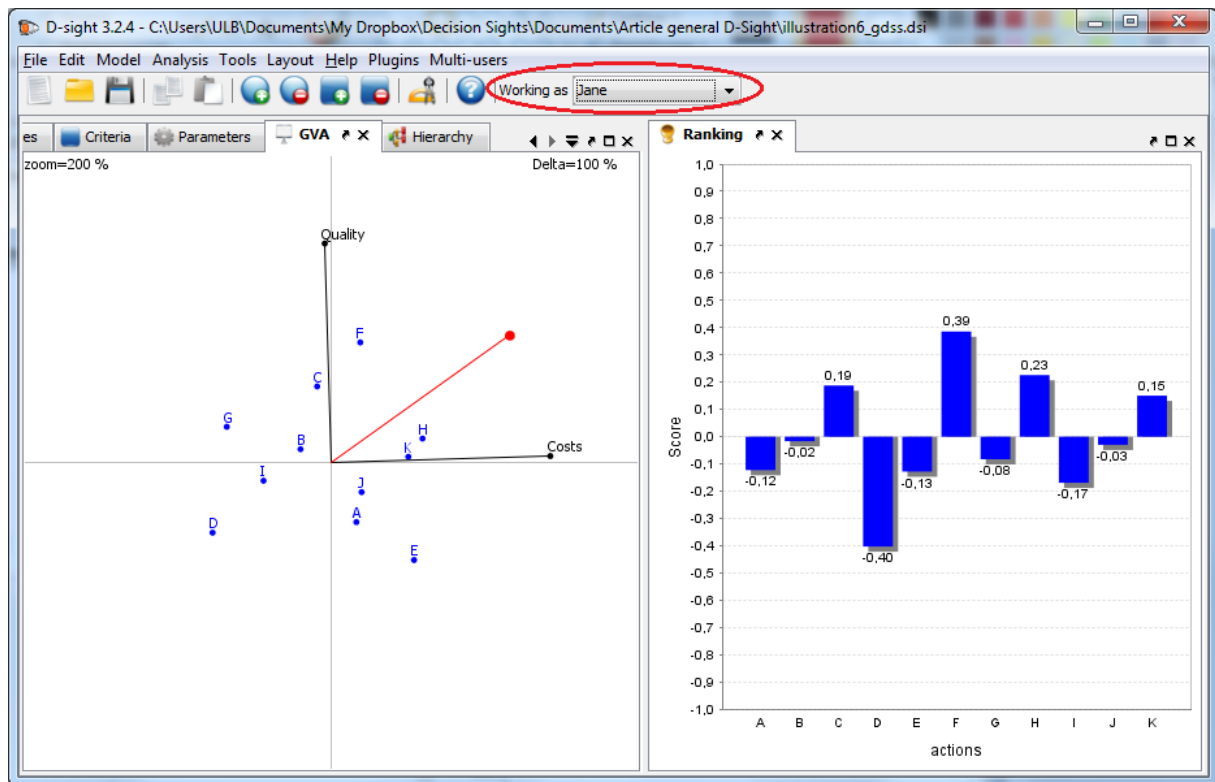 D-sight 3.2.4 - C:\Users\ULB\Documents\My Dropbox\Decision Sights\Documents\Article general D-Sight\illustration6_gdss.dsi
File Edit Model Analysis Tools Layout Help Plugins Multi-users
Working as Jane
es Criteria Parameters GVA Hierarchy
zoom=200 % Delta=100 %
Quality
F
C
G
B
H
K
Costs
I
J
A
D
E
Ranking
1,0
0,9
0,8
0,7
0,6
0,5
0,4
0,3
0,2
0,1
0,0
-0,1
-0,2
-0,3
-0,4
-0,5
-0,6
-0,7
-0,8
-0,9
-1,0
Score
-0,12
-0,02
0,19
-0,40
-0,13
0,39
-0,08
0,23
-0,17
-0,03
0,15
A B C D E F G H I J K
actions